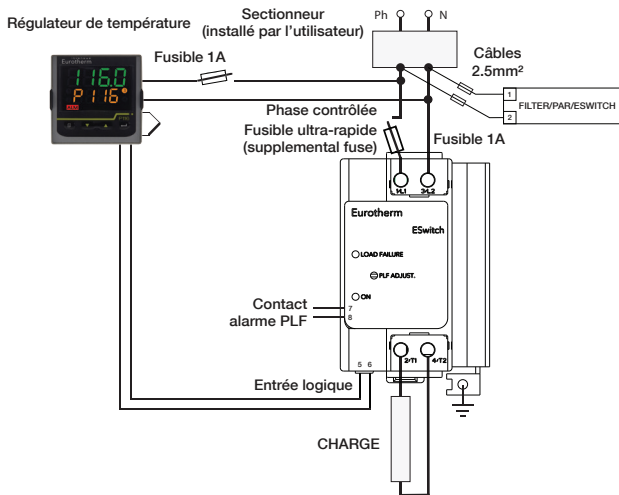 Régulateur de température
Sectionneur
(installé par l'utilisateur)
Ph
N
Fusible 1A
Câbles
2.5mm²
1
FILTER/PAR/ESWITCH
2
Eurotherm
116.0
P116
Phase contrôlée
Fusible ultra-rapide
(supplemental fuse)
Fusible 1A
1/L1
3/L2
Eurotherm
ESwitch
LOAD FAILURE
PLF ADJUST.
ON
Contact
alarme PLF
7
8
5 6
2/T1
4/T2
Entrée logique
CHARGE